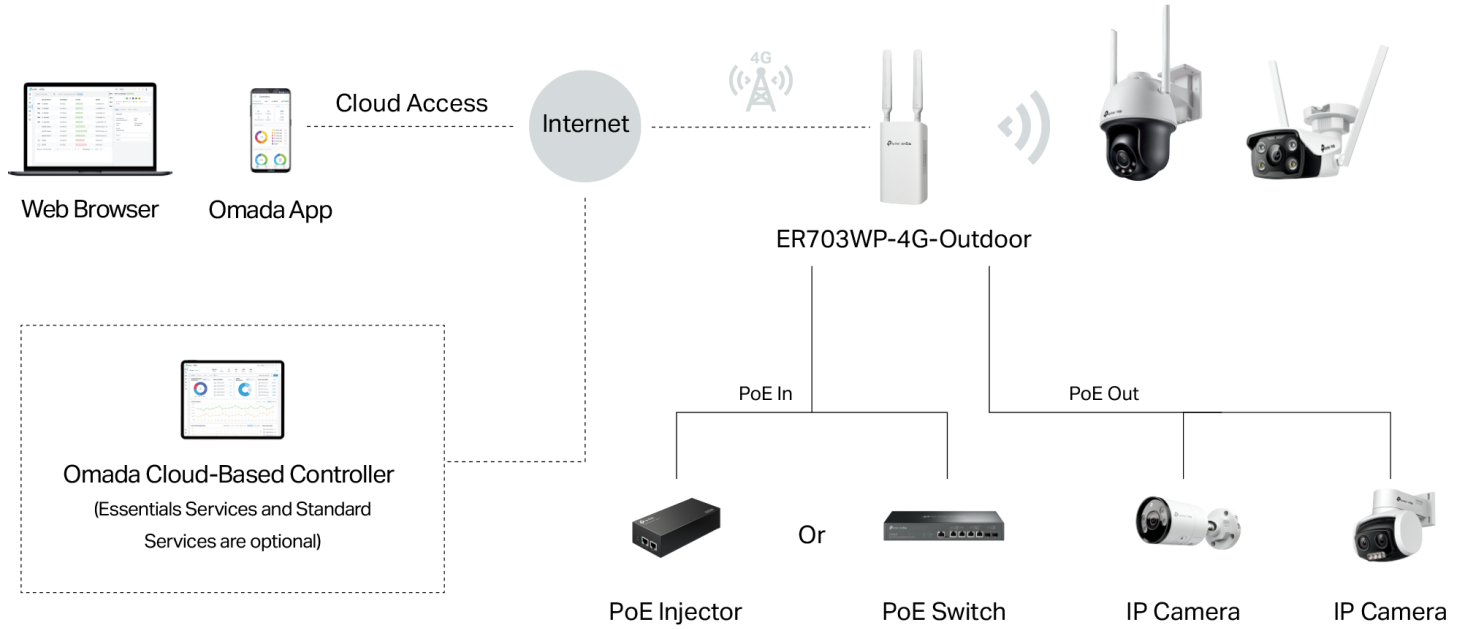 4G
Cloud Access
Internet
Web Browser
Omada App
ER703WP-4G-Outdoor
PoE In
PoE Out
Omada Cloud-Based Controller
(Essentials Services and Standard
Services are optional)
Or
PoE Injector
PoE Switch
IP Camera
IP Camera